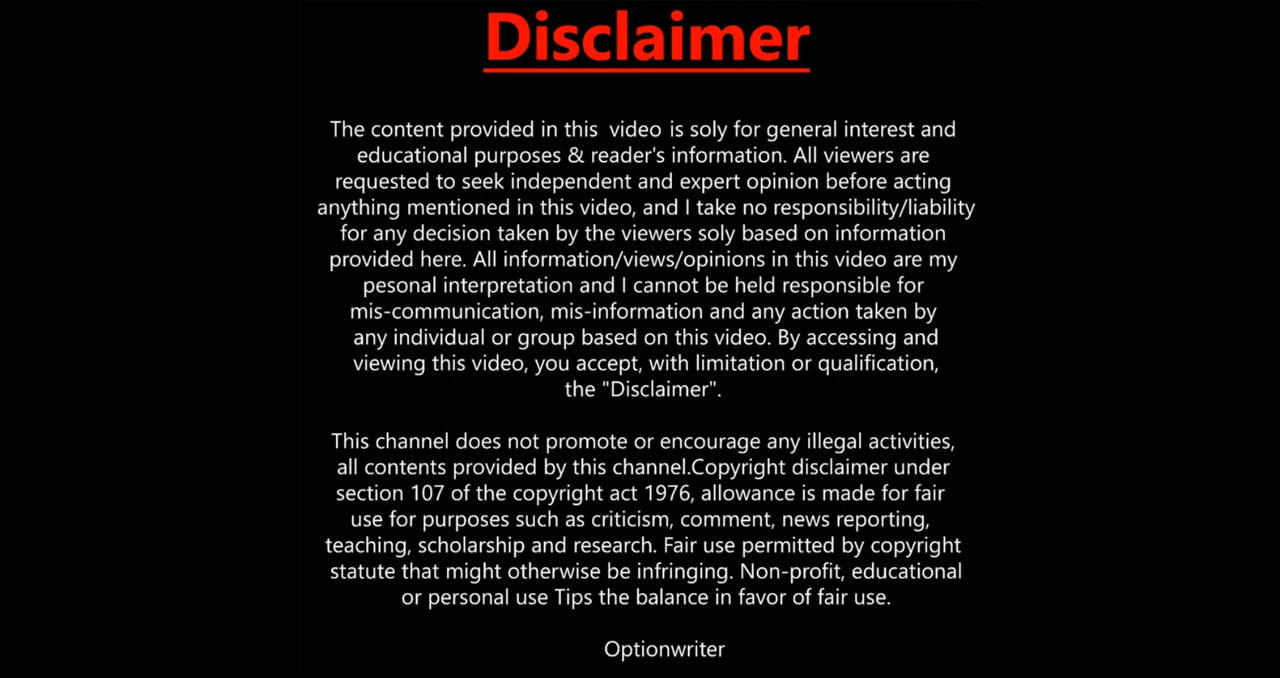 Disclaimer
The content provided in this video is soly for general interest and
educational purposes & reader's information. All viewers are
requested to seek independent and expert opinion before acting
anything mentioned in this video, and I take no responsibility/liability
for any decision taken by the viewers soly based on information
provided here. All information/views/opinions in this video are my
pesonal interpretation and I cannot be held responsible for
mis-communication, mis-information and any action taken by
any individual or group based on this video. By accessing and
viewing this video, you accept, with limitation or qualification,
the "Disclaimer".
This channel does not promote or encourage any illegal activities,
all contents provided by this channel.Copyright disclaimer under
section 107 of the copyright act 1976, allowance is made for fair
use for purposes such as criticism, comment, news reporting,
teaching, scholarship and research. Fair use permitted by copyright
statute that might otherwise be infringing. Non-profit, educational
or personal use Tips the balance in favor of fair use.
Optionwriter